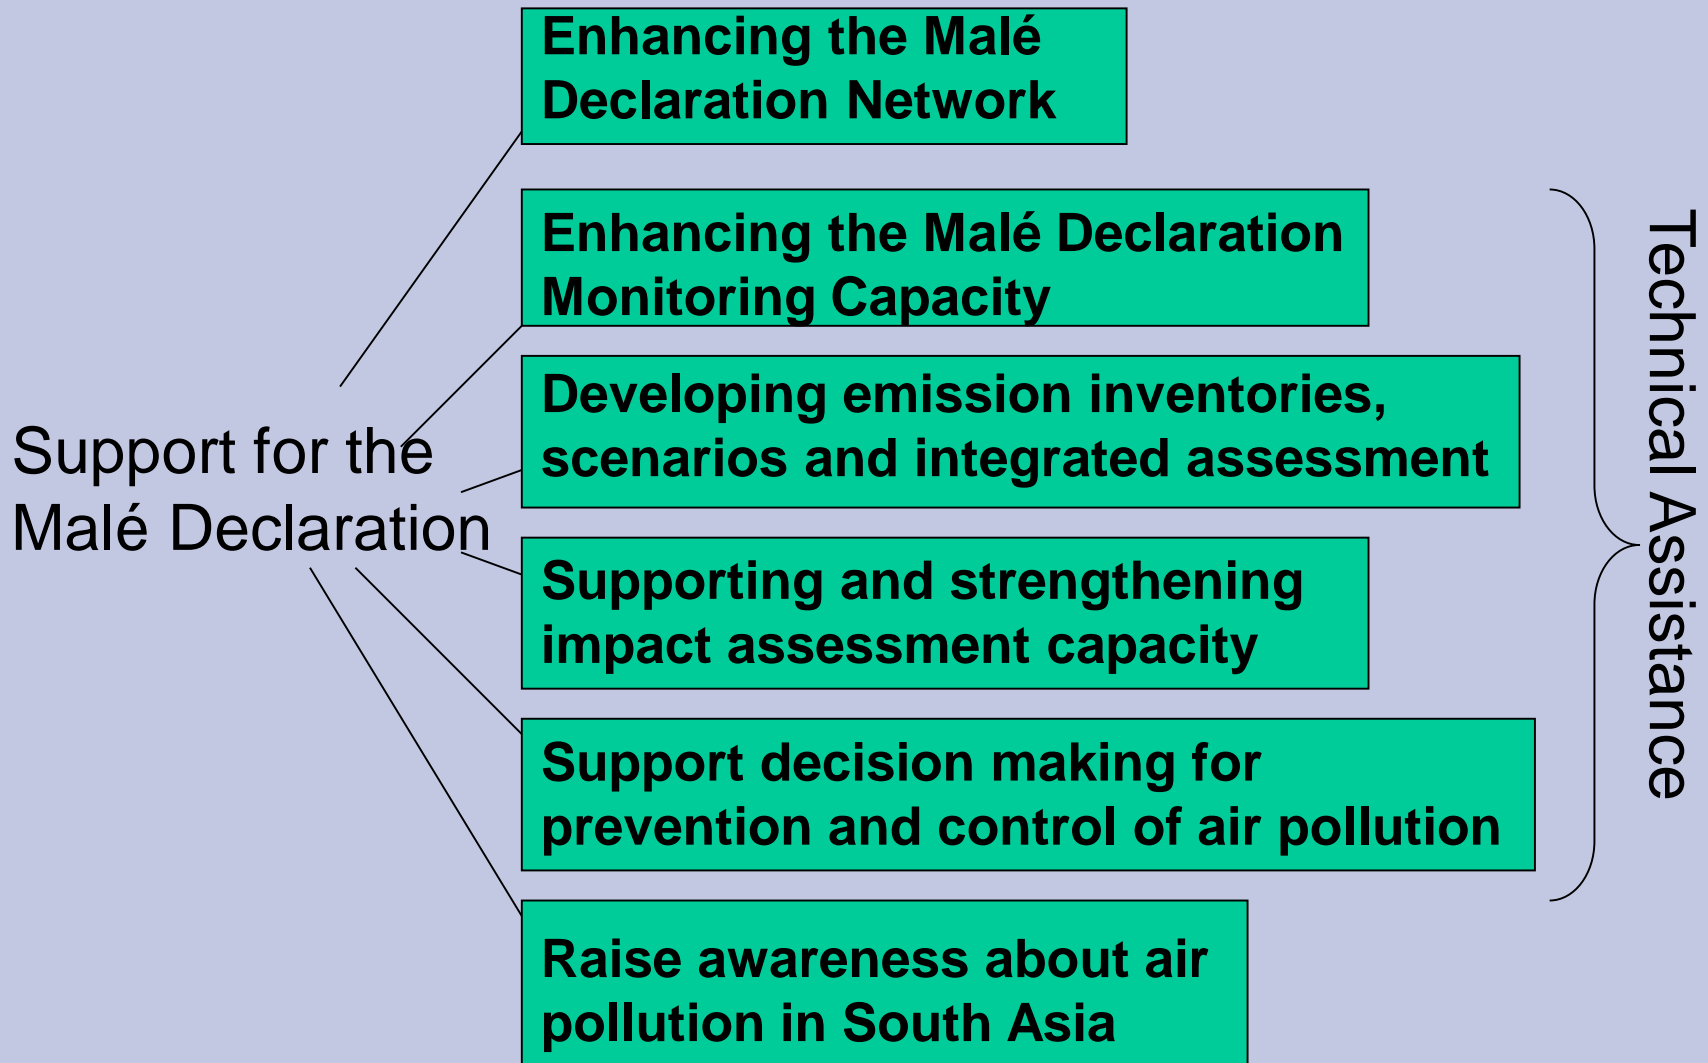 Support for the
Malé Declaration
Enhancing the Malé
Declaration Network
Enhancing the Malé Declaration
Monitoring Capacity
Developing emission inventories,
scenarios and integrated assessment
Supporting and strengthening
impact assessment capacity
Support decision making for
prevention and control of air pollution
Raise awareness about air
pollution in South Asia
Technical Assistance